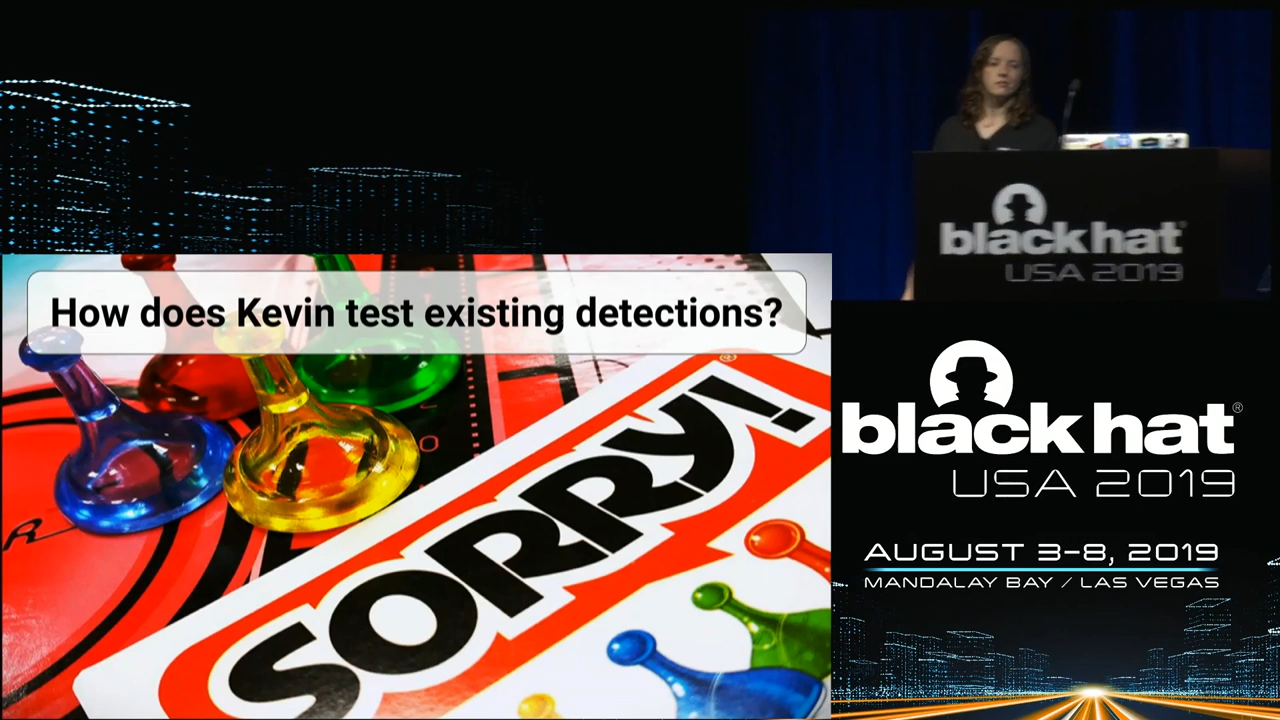 black hat®
USA 2019
How does Kevin test existing detections?
SORRY!®
black hat®
USA 2019
AUGUST 3-8, 2019
MANDALAY BAY / LAS VEGAS